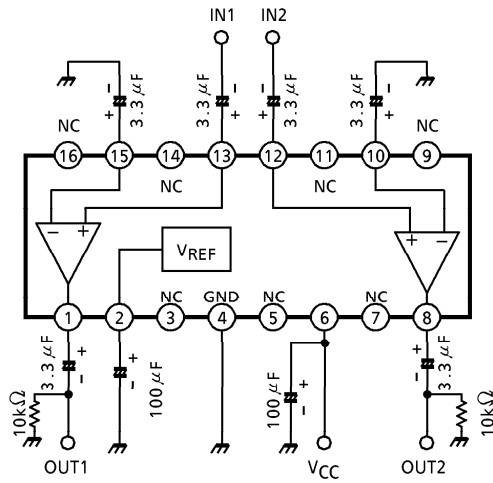 IN1 IN2
- 3.3μF +
- 3.3μF +
- 3.3μF +
- 3.3μF +
NC NC
16 15 14 13 12 11 10 9
NC NC
- + + -
VREF
NC GND NC NC
1 2 3 4 5 6 7 8
3.3μF + -
100μF + -
100μF + -
3.3μF + -
10kΩ 10kΩ
OUT1 VCC OUT2